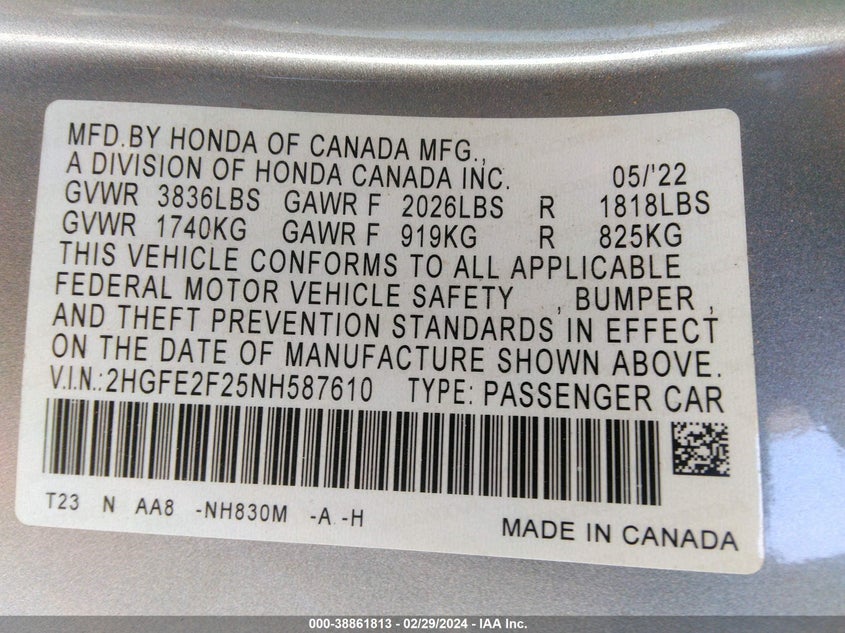 MFD.BY HONDA OF CANADA MFG.,
A DIVISION OF HONDA CANADA INC. 05/'22
GVWR 3836LBS GAWR F 2026LBS R 1818LBS
GVWR 1740KG GAWR F 919KG R 825KG
THIS VEHICLE CONFORMS TO ALL APPLICABLE
FEDERAL MOTOR VEHICLE SAFETY , BUMPER ,
AND THEFT PREVENTION STANDARDS IN EFFECT
ON THE DATE OF MANUFACTURE SHOWN ABOVE.
V.I.N.:2HGFE2F25NH587610 TYPE: PASSENGER CAR
T23 N AA8 -NH830M -A -H
MADE IN CANADA
000-38861813 - 02/29/2024 - IAA Inc.